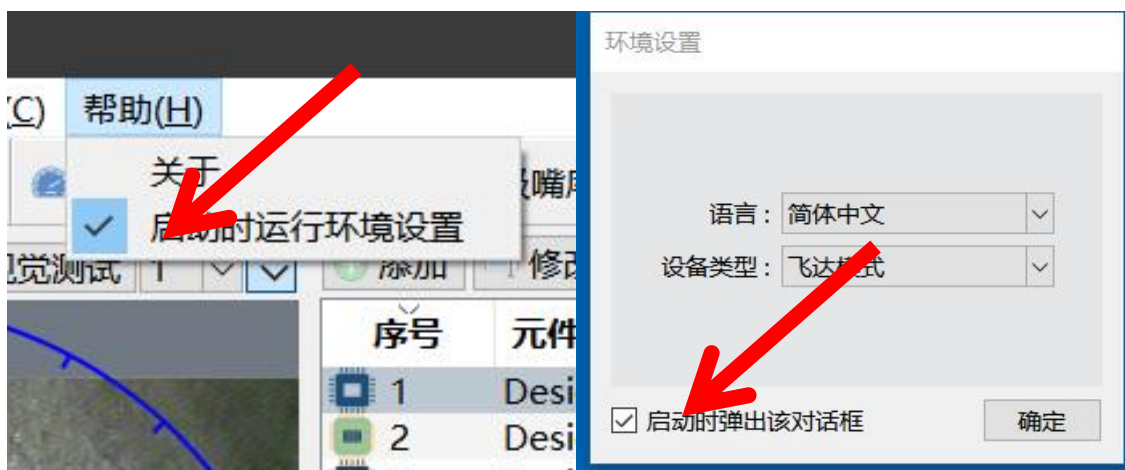 (C) 帮助(H)
关于
启动时运行环境设置
视觉测试 1
添加 修改
序号 元件
1 Desi
2 Desi
环境设置
语言： 简体中文
设备类型： 飞达模式
启动时弹出该对话框 确定